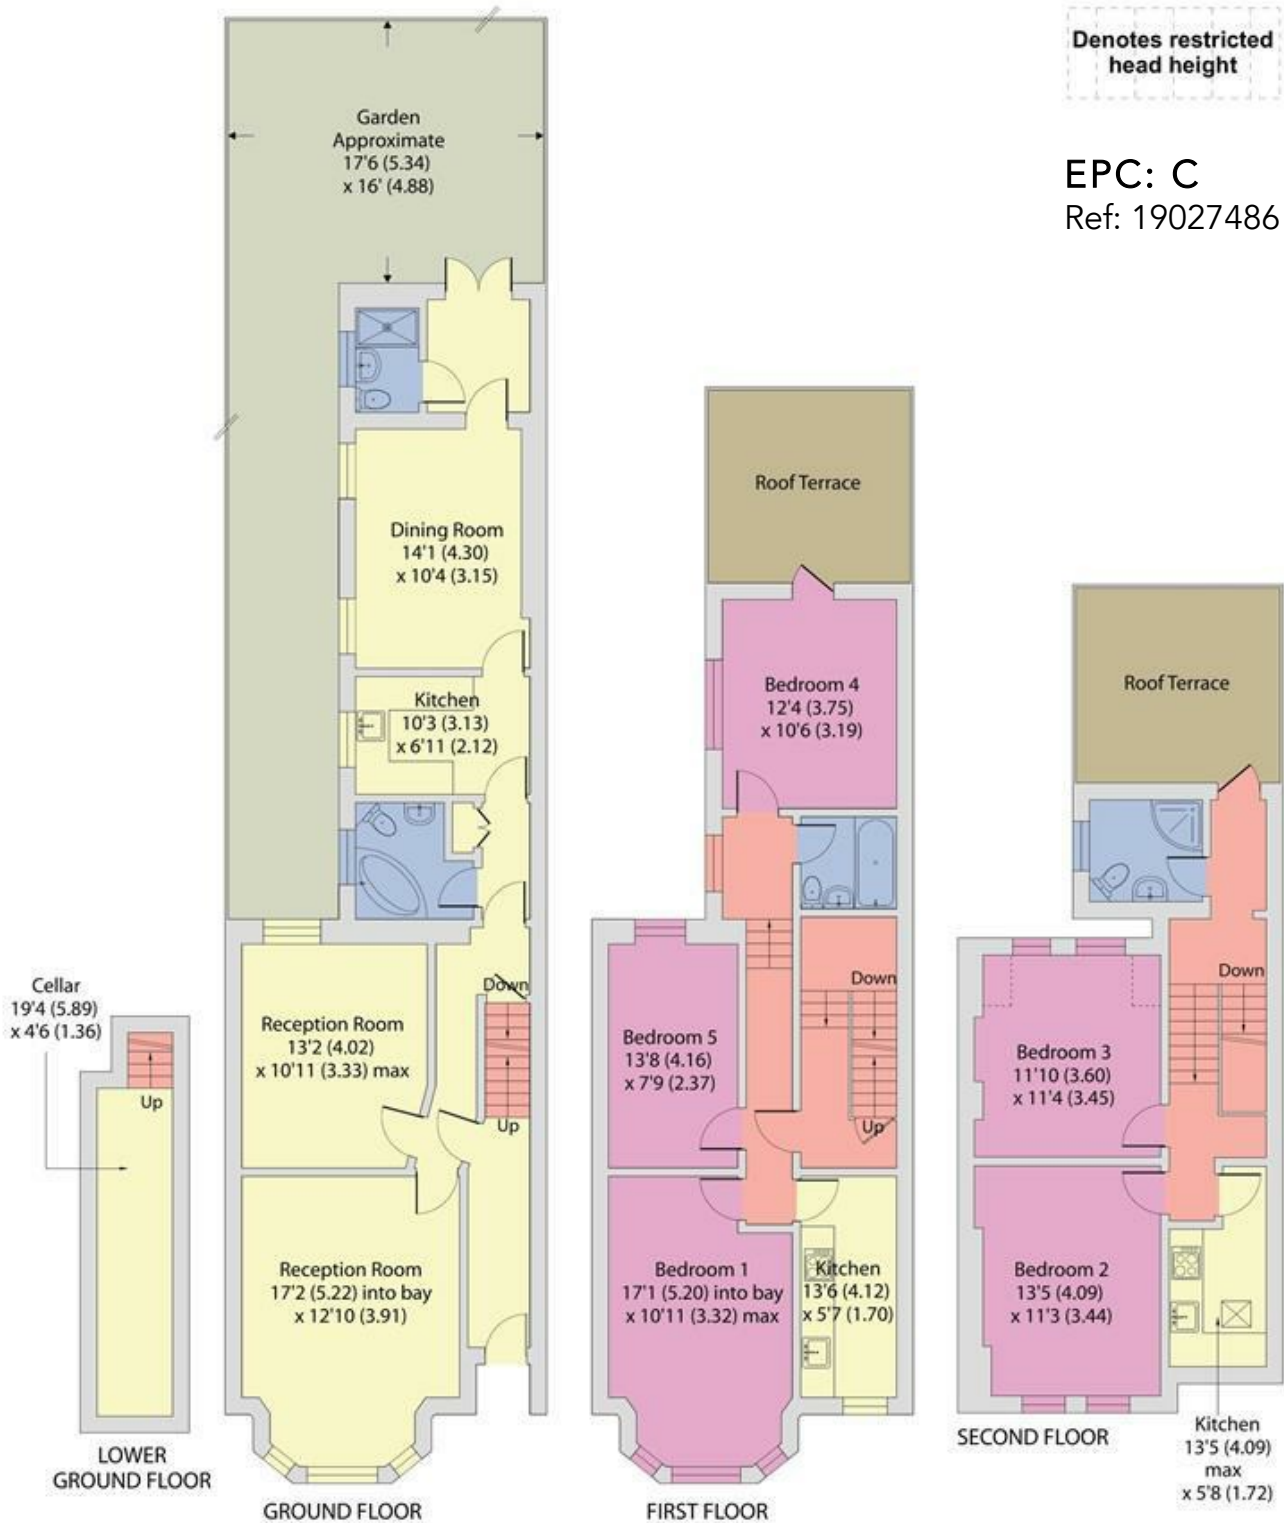 Denotes restricted
head height
EPC: C
Ref: 19027486
Garden
Approximate
17'6 (5.34)
x 16' (4.88)
Dining Room
14'1 (4.30)
x 10'4 (3.15)
Kitchen
10'3 (3.13)
x 6'11 (2.12)
Down
Reception Room
13'2 (4.02)
x 10'11 (3.33) max
Up
Reception Room
17'2 (5.22) into bay
x 12'10 (3.91)
GROUND FLOOR
Cellar
19'4 (5.89)
x 4'6 (1.36)
Up
LOWER
GROUND FLOOR
Roof Terrace
Bedroom 4
12'4 (3.75)
x 10'6 (3.19)
Down
Bedroom 5
13'8 (4.16)
x 7'9 (2.37)
Up
Bedroom 1
17'1 (5.20) into bay
x 10'11 (3.32) max
Kitchen
13'6 (4.12)
x 5'7 (1.70)
FIRST FLOOR
Roof Terrace
Down
Bedroom 3
11'10 (3.60)
x 11'4 (3.45)
Bedroom 2
13'5 (4.09)
x 11'3 (3.44)
Kitchen
13'5 (4.09)
max
x 5'8 (1.72)
SECOND FLOOR